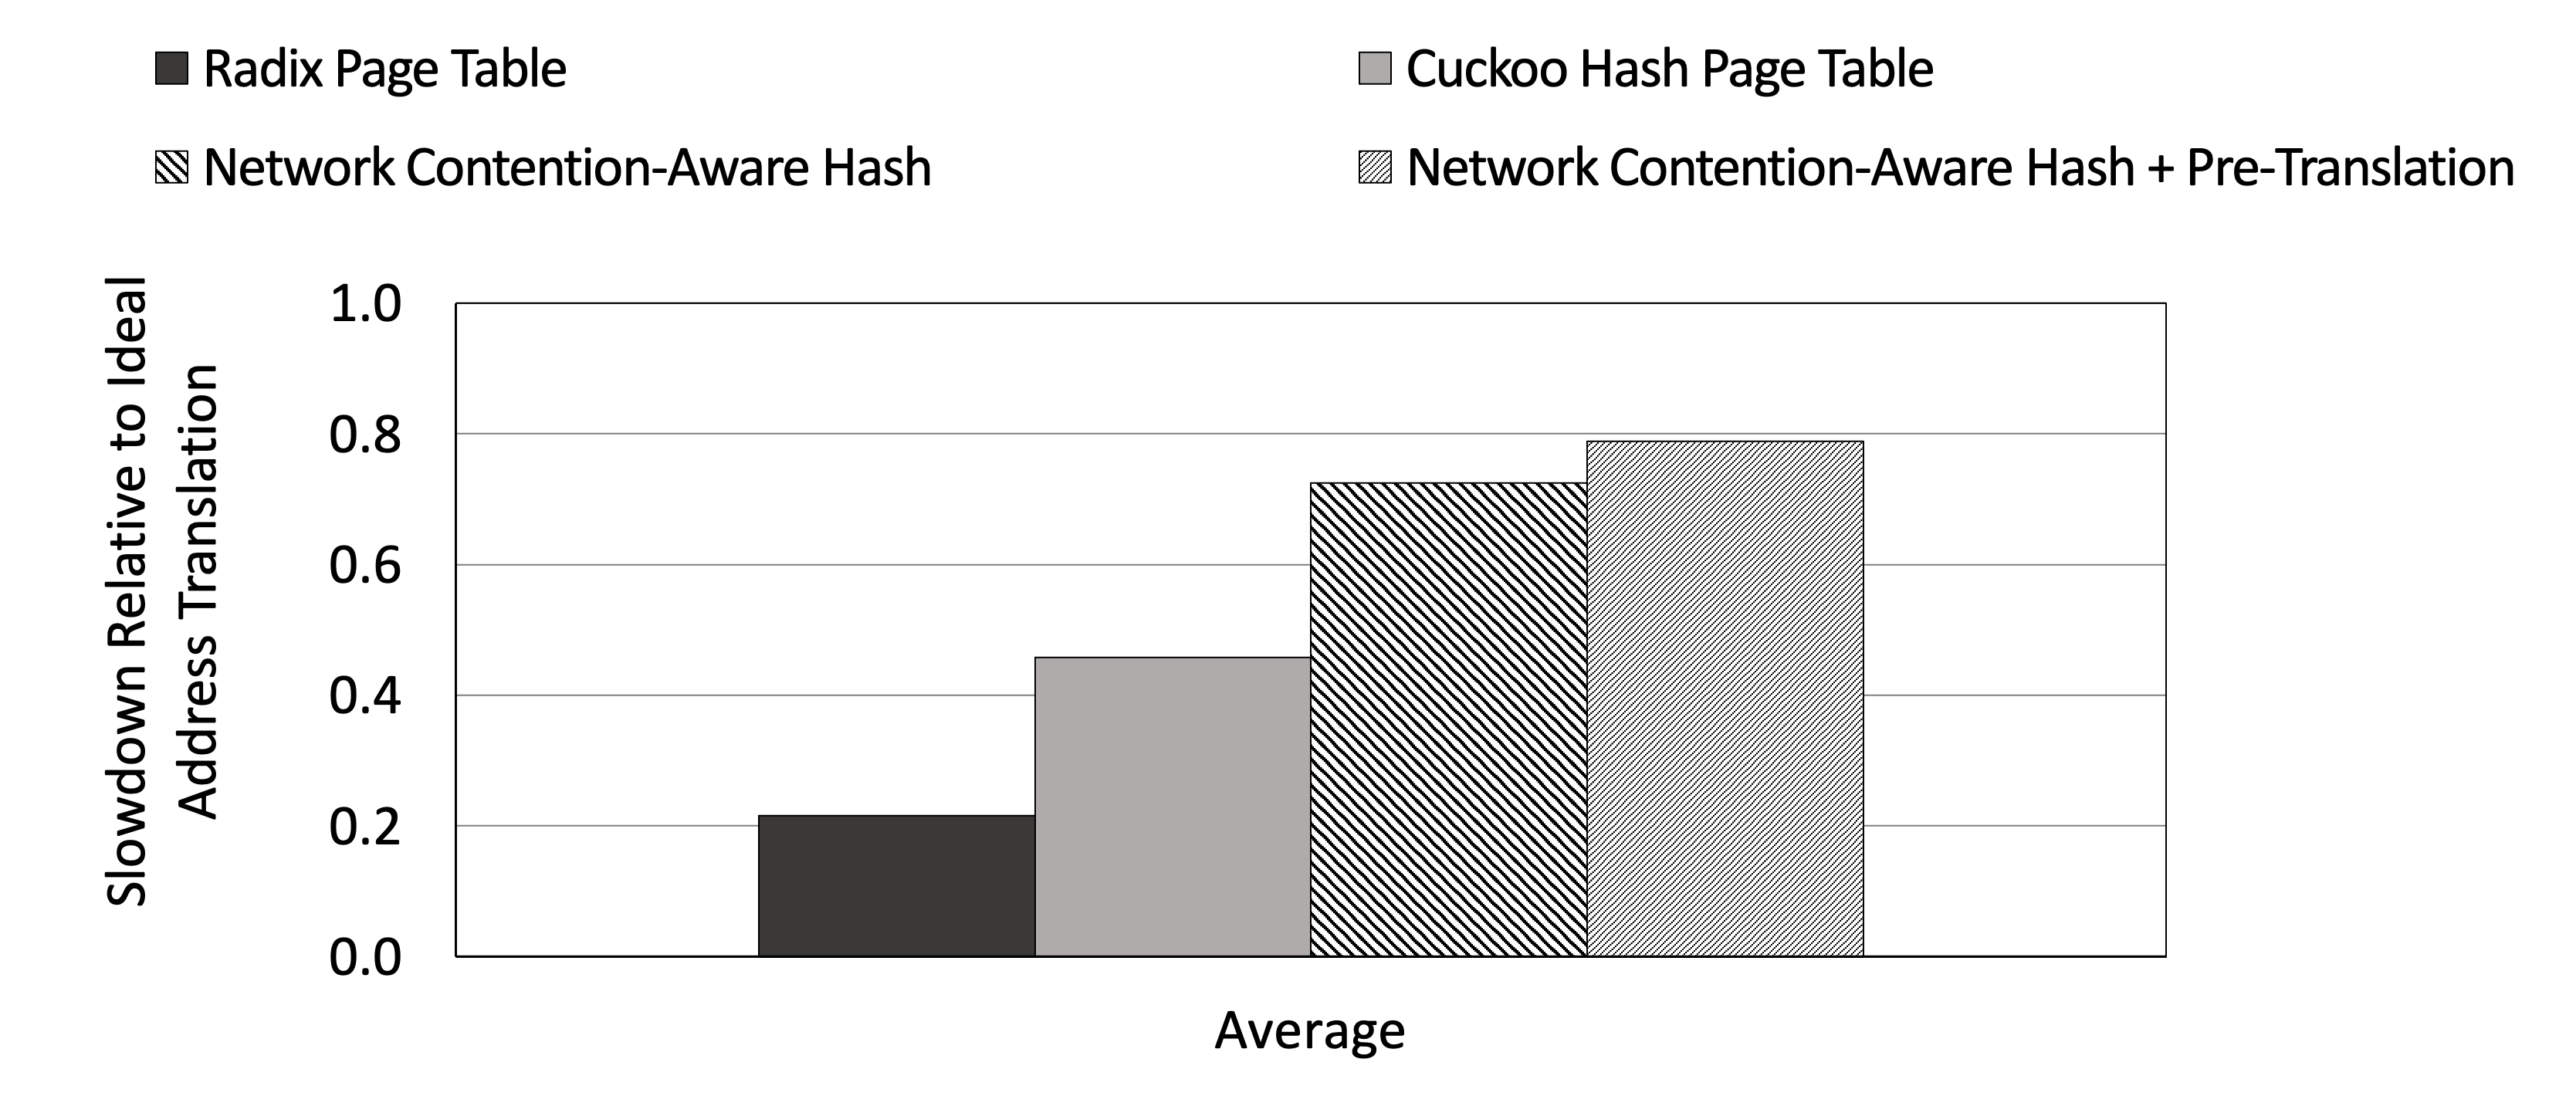 Radix Page Table
Cuckoo Hash Page Table
Network Contention-Aware Hash
Network Contention-Aware Hash + Pre-Translation
Slowdown Relative to Ideal
Address Translation
1.0
0.8
0.6
0.4
0.2
0.0
Average